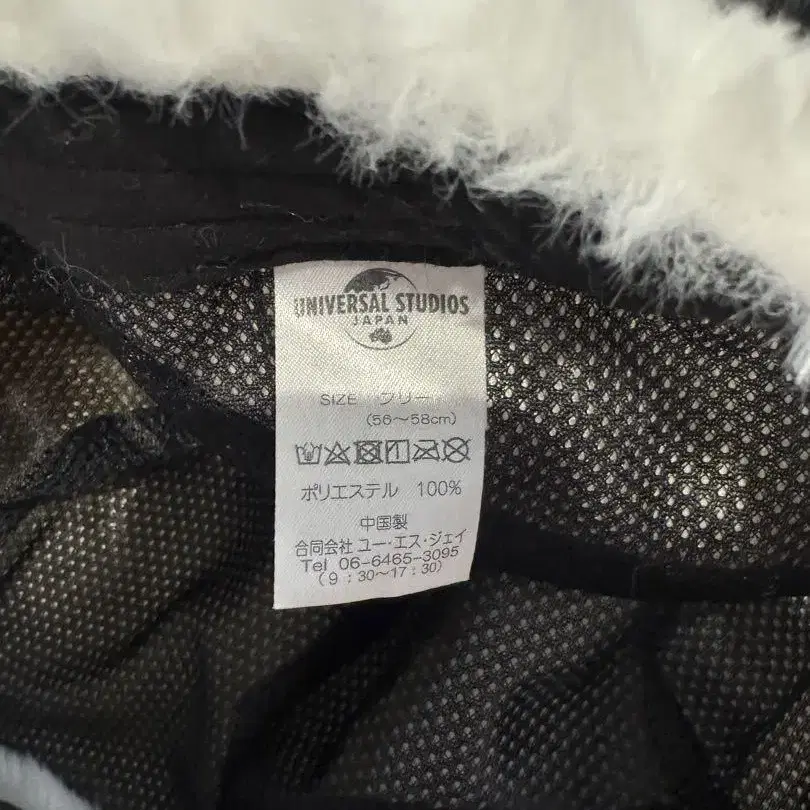 UNIVERSAL STUDIOS
JAPAN
SIZE フリー
(56～58cm)
ポリエステル 100%
中国製
合同会社 ユー・エス・ジェイ
Tel 06-6465-3095
(9:30～17:30)